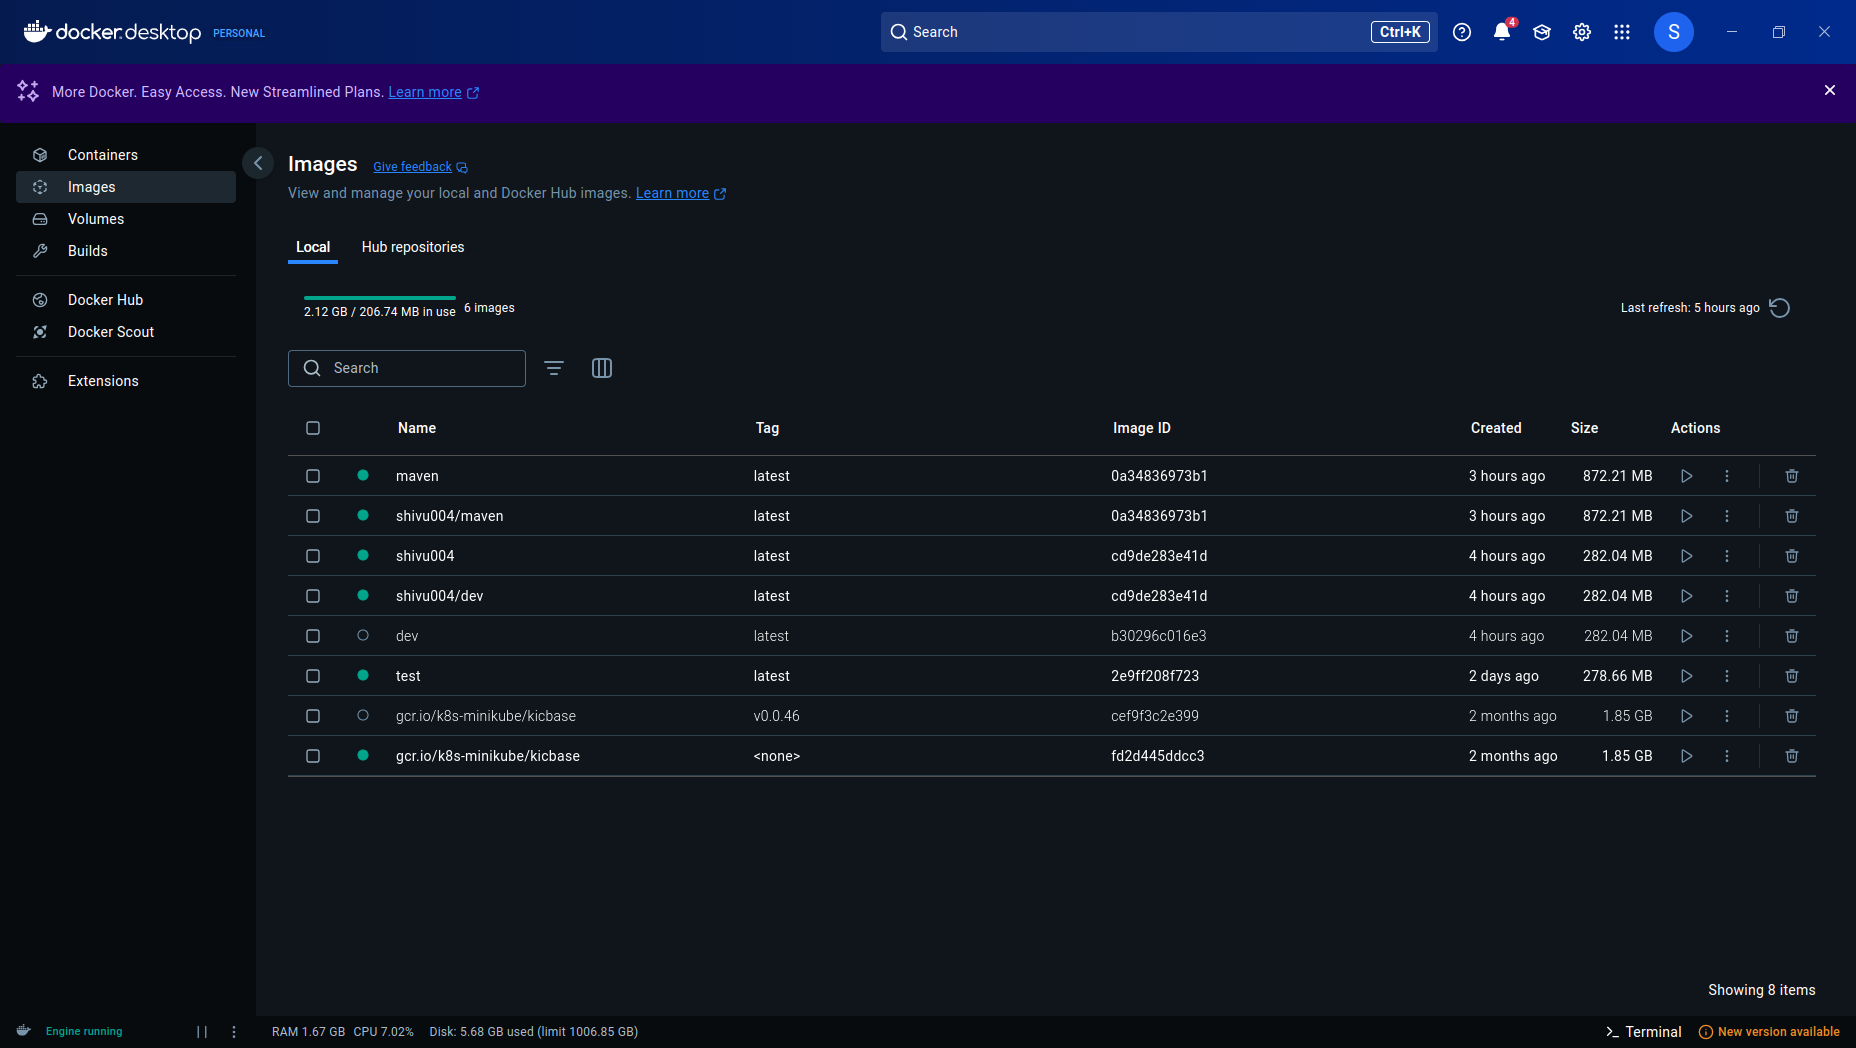 docker.desktop PERSONAL Search Ctrl+K 4 S
More Docker. Easy Access. New Streamlined Plans. Learn more
Containers
Images
Volumes
Builds
Docker Hub
Docker Scout
Extensions
Images Give feedback
View and manage your local and Docker Hub images. Learn more
Local Hub repositories
2.12 GB / 206.74 MB in use 6 images Last refresh: 5 hours ago
Search
Name Tag Image ID Created Size Actions
maven latest 0a34836973b1 3 hours ago 872.21 MB
shivu004/maven latest 0a34836973b1 3 hours ago 872.21 MB
shivu004 latest cd9de283e41d 4 hours ago 282.04 MB
shivu004/dev latest cd9de283e41d 4 hours ago 282.04 MB
dev latest b30296c016e3 4 hours ago 282.04 MB
test latest 2e9ff208f723 2 days ago 278.66 MB
gcr.io/k8s-minikube/kicbase v0.0.46 cef9f3c2e399 2 months ago 1.85 GB
gcr.io/k8s-minikube/kicbase <none> fd2d445ddcc3 2 months ago 1.85 GB
Showing 8 items
Engine running RAM 1.67 GB CPU 7.02% Disk: 5.68 GB used (limit 1006.85 GB) >_ Terminal New version available